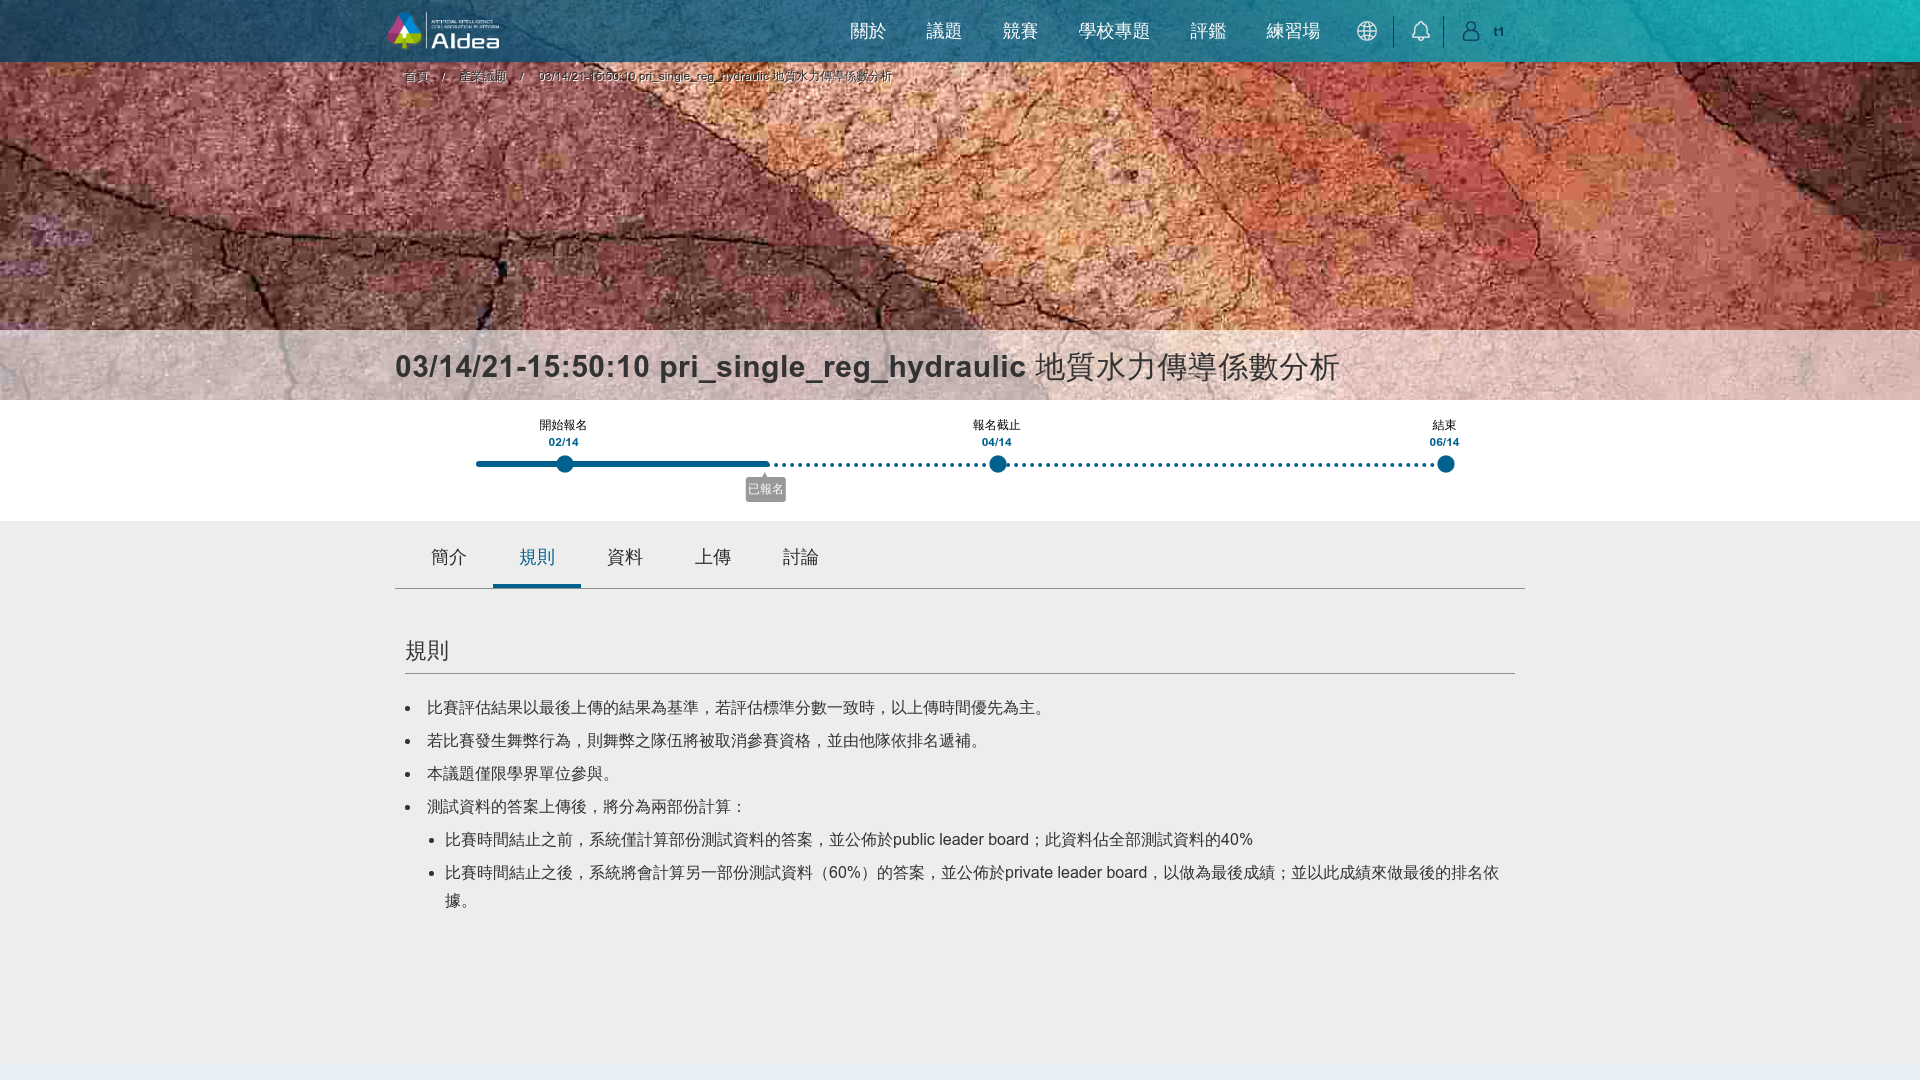 ARTIFICIAL INTELLIGENCE
COLLABORATION PLATFORM
AIdea
關於 議題 競賽 學校專題 評鑑 練習場 t1
首頁 / 產業議題 / 03/14/21-15:50:10 pri_single_reg_hydraulic 地質水力傳導係數分析
03/14/21-15:50:10 pri_single_reg_hydraulic 地質水力傳導係數分析
開始報名 報名截止 結束
02/14 04/14 06/14
已報名
簡介 規則 資料 上傳 討論
規則
• 比賽評估結果以最後上傳的結果為基準，若評估標準分數一致時，以上傳時間優先為主。
• 若比賽發生舞弊行為，則舞弊之隊伍將被取消參賽資格，並由他隊依排名遞補。
• 本議題僅限學界單位參與。
• 測試資料的答案上傳後，將分為兩部份計算：
• 比賽時間結止之前，系統僅計算部份測試資料的答案，並公佈於public leader board；此資料佔全部測試資料的40%
• 比賽時間結止之後，系統將會計算另一部份測試資料（60%）的答案，並公佈於private leader board，以做為最後成績；並以此成績來做最後的排名依
據。